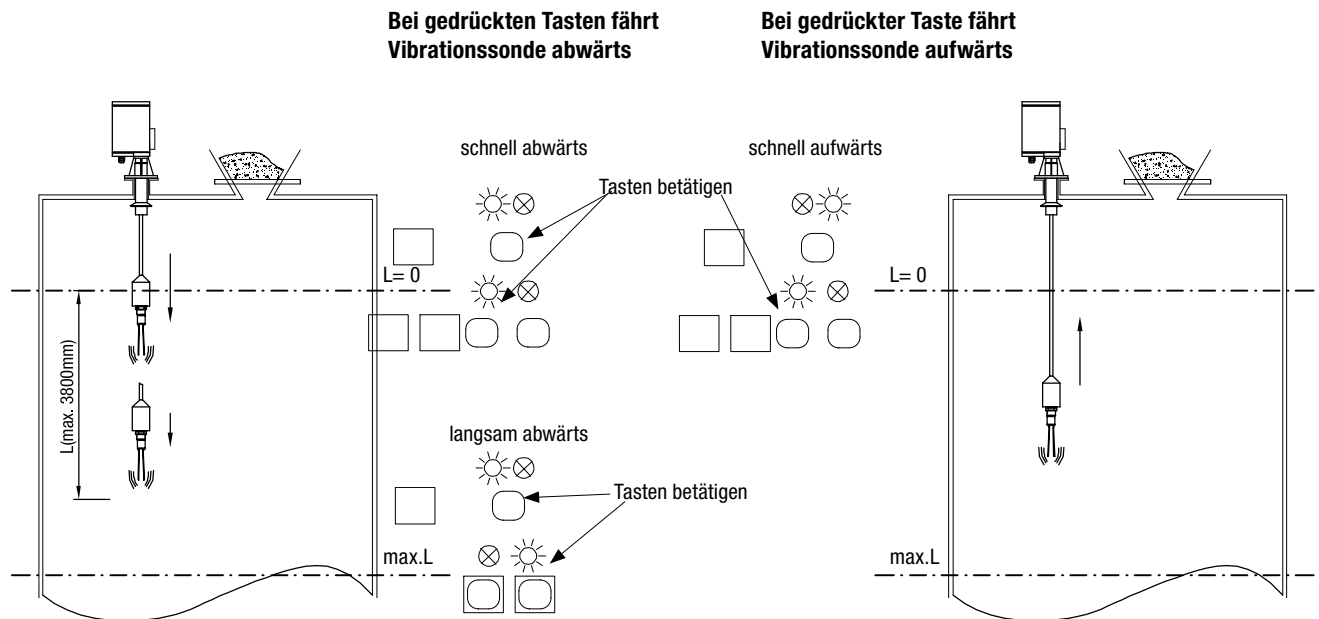 Bei gedrückten Tasten fährt
Vibrationssonde abwärts
Bei gedrückter Taste fährt
Vibrationssonde aufwärts
schnell abwärts
schnell aufwärts
Tasten betätigen
L= 0
L= 0
L(max. 3800mm)
langsam abwärts
Tasten betätigen
max.L
max.L